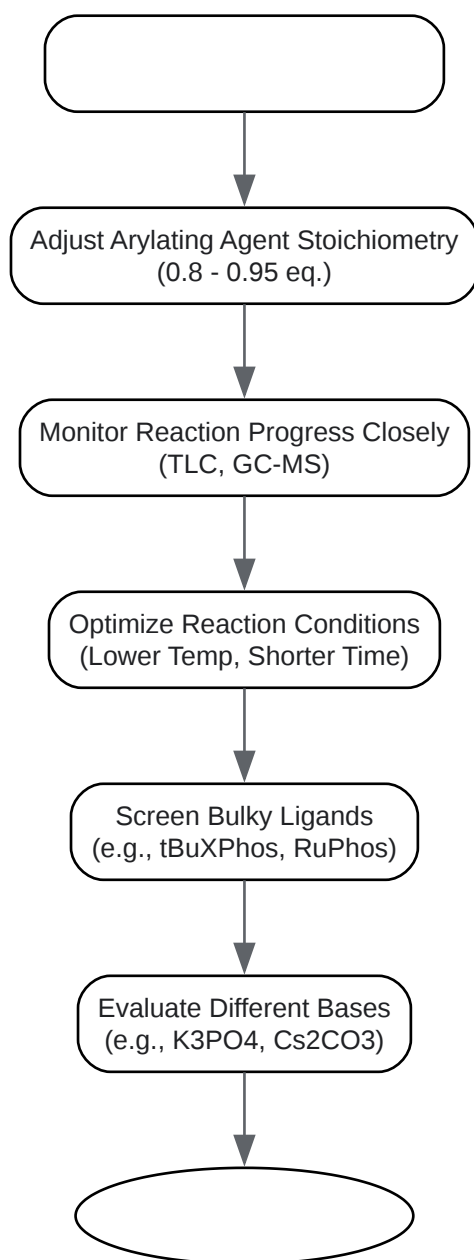 Adjust Arylating Agent Stoichiometry
(0.8 - 0.95 eq.)
Monitor Reaction Progress Closely
(TLC, GC-MS)
Optimize Reaction Conditions
(Lower Temp, Shorter Time)
Screen Bulky Ligands
(e.g., tBuXPhos, RuPhos)
Evaluate Different Bases
(e.g., K3PO4, Cs2CO3)